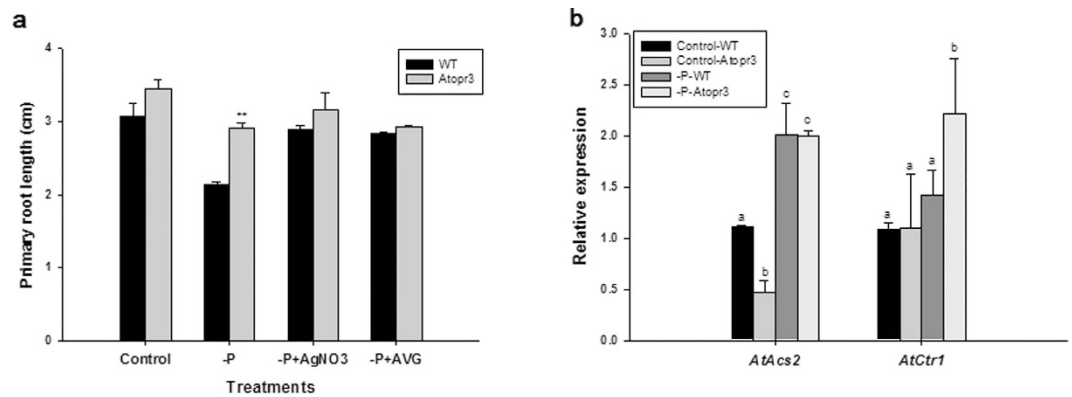 a
4
3
2
1
0
Primary root length (cm)
WT
Atopr3
**
Control
-P
-P+AgNO3
-P+AVG
Treatments
b
3.0
2.5
2.0
1.5
1.0
0.5
0.0
Relative expression
Control-WT
Control-Atopr3
-P-WT
-P-Atopr3
a
b
c
c
a
a
a
b
AtAcs2
AtCtr1